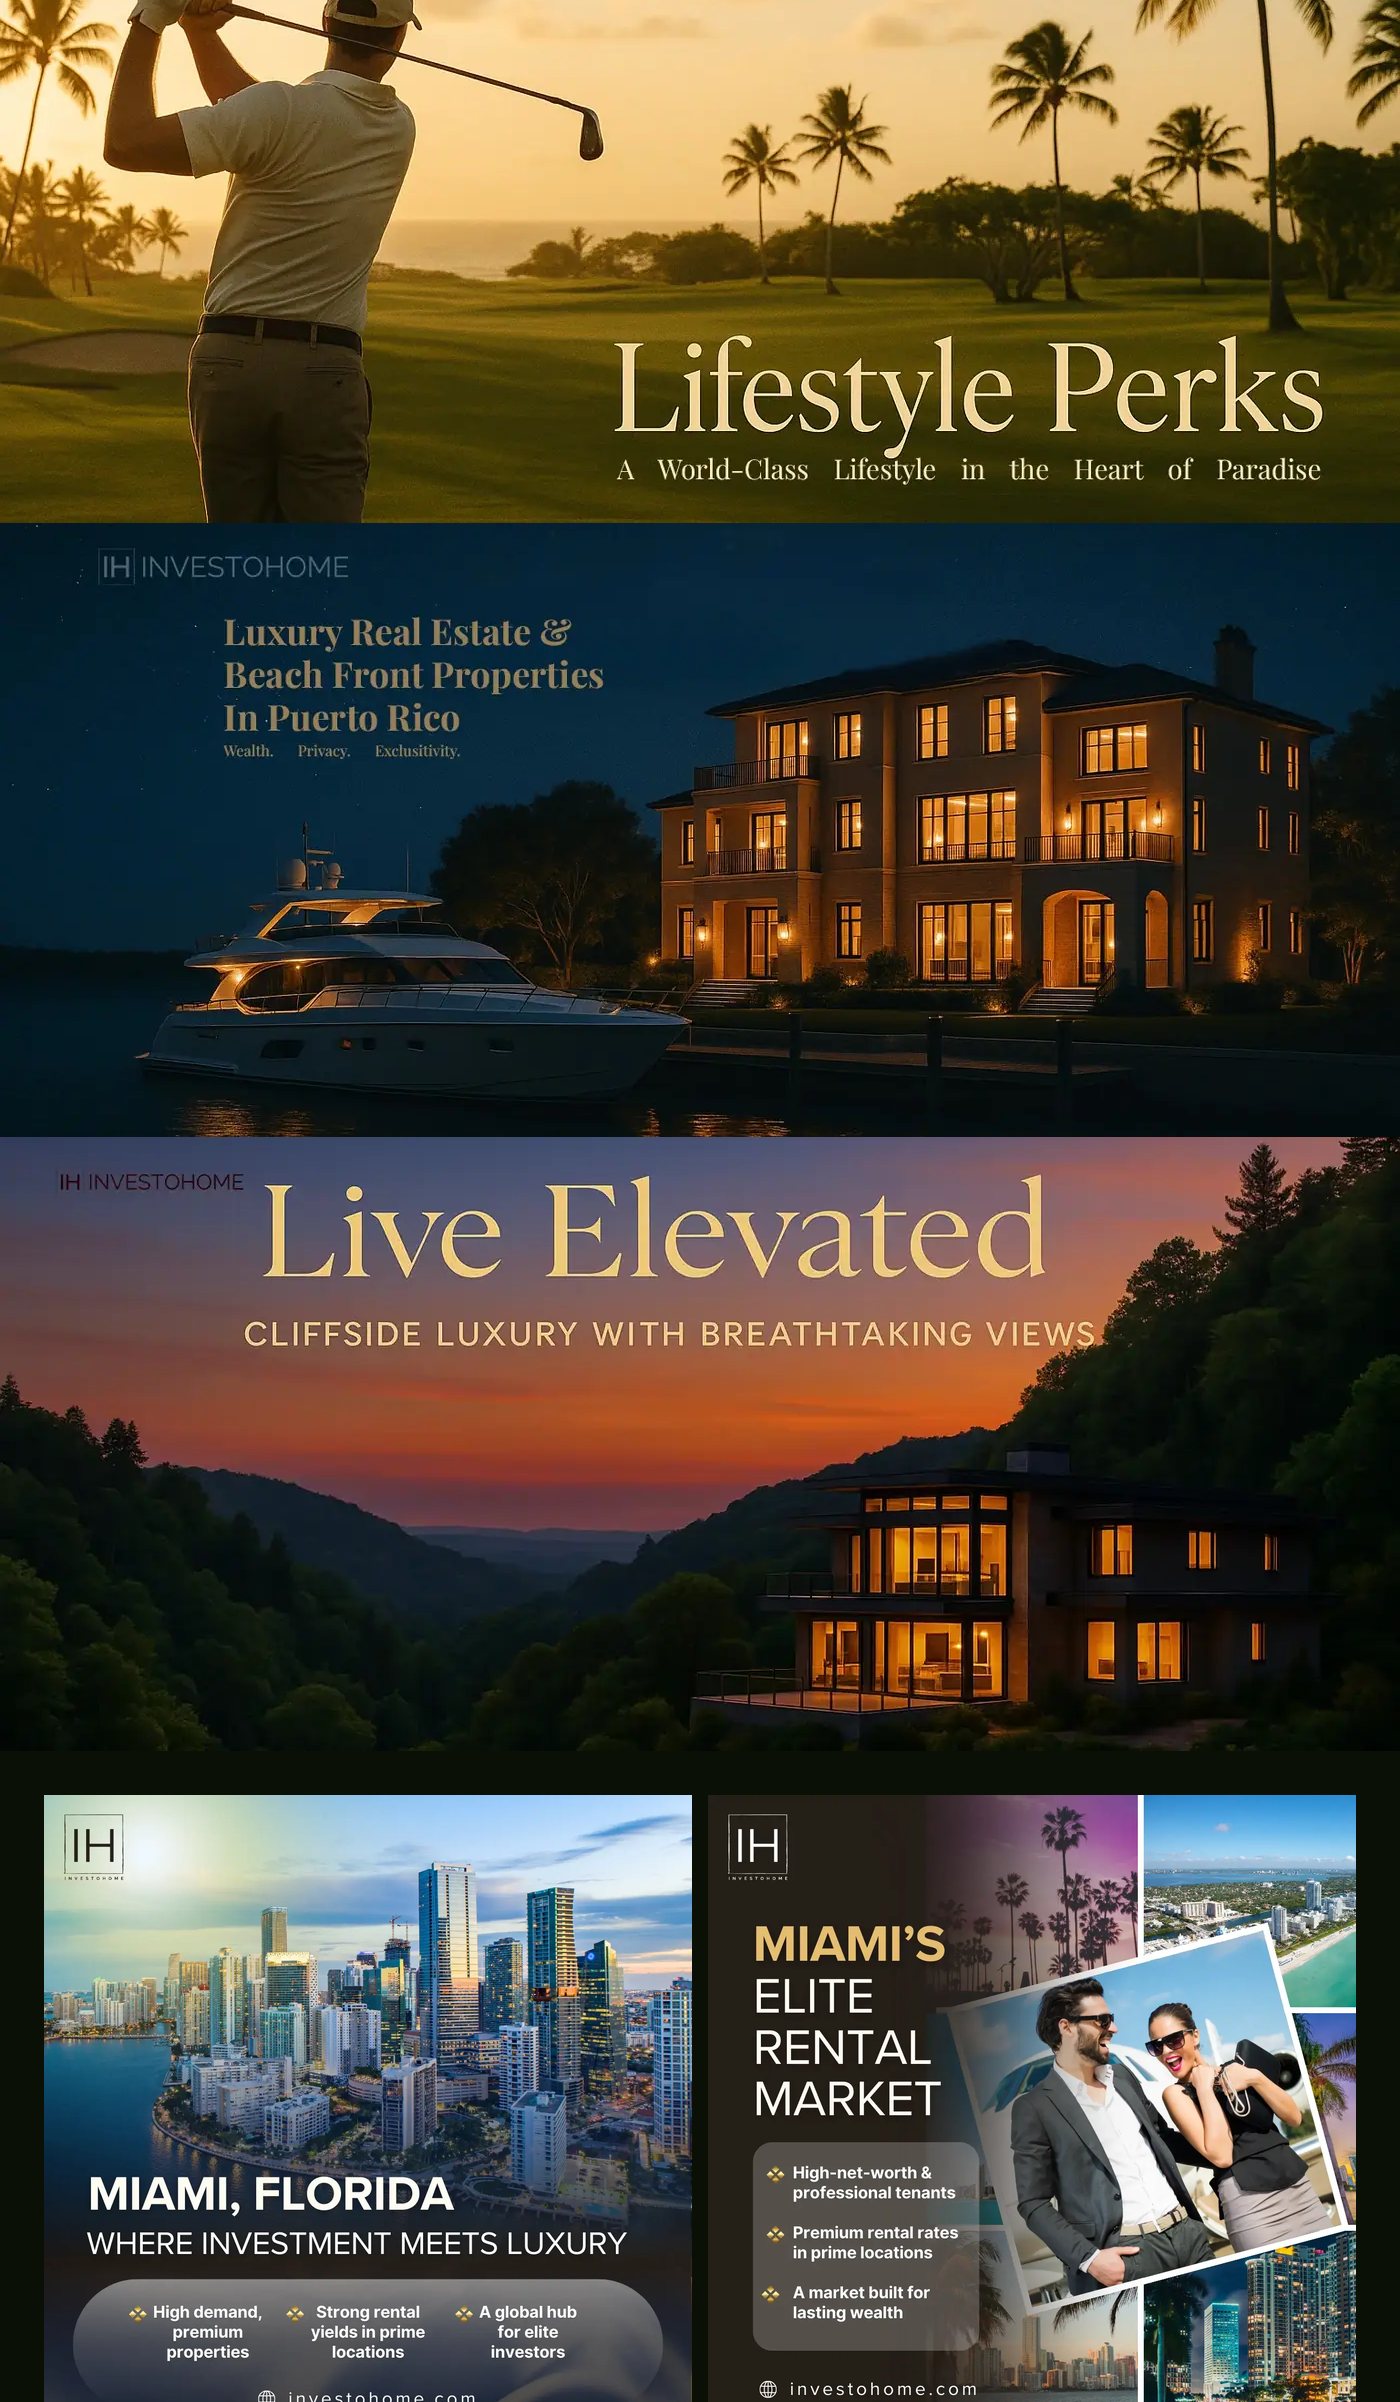 Lifestyle Perks
A World-Class Lifestyle in the Heart of Paradise
IH INVESTOHOME
Luxury Real Estate &
Beach Front Properties
In Puerto Rico
Wealth. Privacy. Exclusitivity.
IH INVESTOHOME
Live Elevated
CLIFFSIDE LUXURY WITH BREATHTAKING VIEWS
IH
INVESTOHOME
MIAMI, FLORIDA
WHERE INVESTMENT MEETS LUXURY
High demand,
premium
properties
Strong rental
yields in prime
locations
A global hub
for elite
investors
investohome.com
IH
INVESTOHOME
MIAMI'S
ELITE
RENTAL
MARKET
High-net-worth &
professional tenants
Premium rental rates
in prime locations
A market built for
lasting wealth
investohome.com